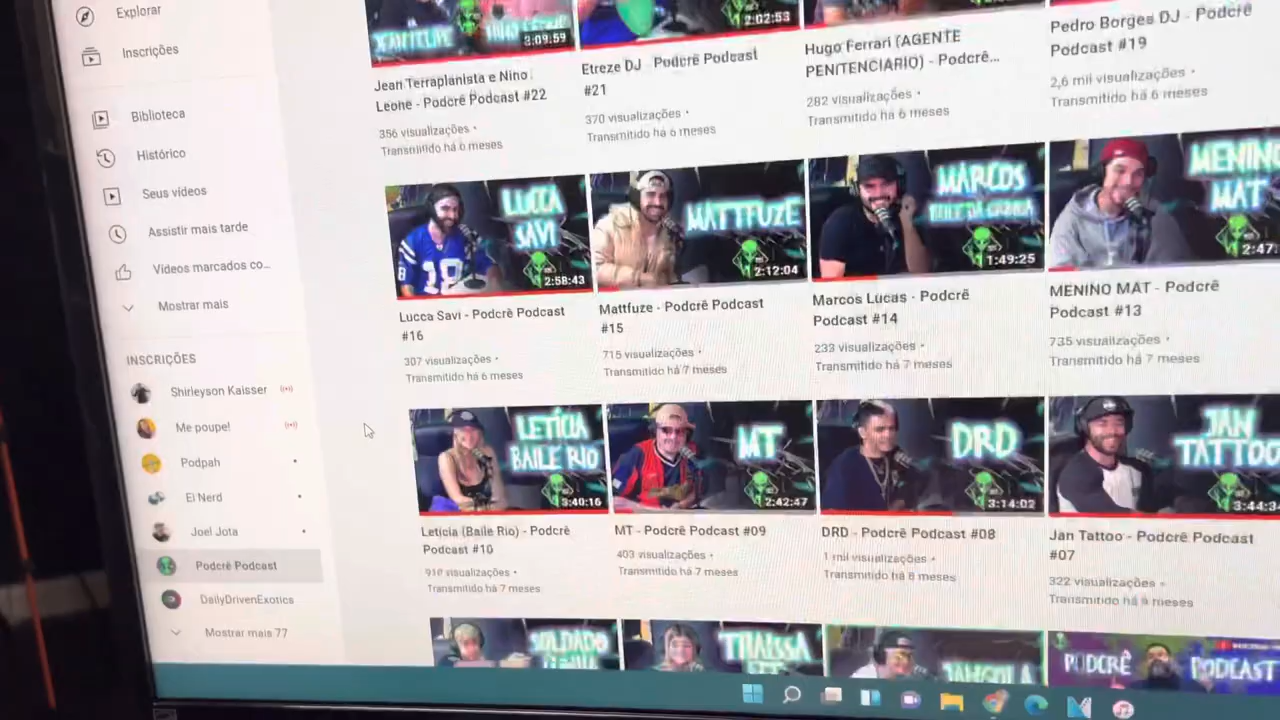 Explorar
Inscrições
Biblioteca
Histórico
Seus vídeos
Assistir mais tarde
Vídeos marcados co...
Mostrar mais
INSCRIÇÕES
Shirleyson Kaisser
Me poupe!
Podpah
Ei Nerd
Joel Jota
Podcrê Podcast
DailyDrivenExotics
Mostrar mais 77
3:09:59
Jean Terraplanista e Nino
Leone - Podcrê Podcast #22
356 visualizações •
Transmitido há 6 meses
2:02:53
Etreze DJ - Podcrê Podcast
#21
370 visualizações •
Transmitido há 6 meses
Hugo Ferrari (AGENTE
PENITENCIÁRIO) - Podcrê...
282 visualizações •
Transmitido há 6 meses
Pedro Borges DJ - Podcrê
Podcast #19
2,6 mil visualizações •
Transmitido há 6 meses
LUCCA
SAVI
18
2:58:43
Lucca Savi - Podcrê Podcast
#16
307 visualizações •
Transmitido há 6 meses
MATTFUZE
2:12:04
Mattfuze - Podcrê Podcast
#15
715 visualizações •
Transmitido há 7 meses
MARCOS
1:49:25
Marcos Lucas - Podcrê
Podcast #14
233 visualizações •
Transmitido há 7 meses
MENINO
MAT
2:47:
MENINO MAT - Podcrê
Podcast #13
735 visualizações •
Transmitido há 7 meses
LETÍCIA
BAILE RIO
3:40:16
Letícia (Baile Rio) - Podcrê
Podcast #10
910 visualizações •
Transmitido há 7 meses
MT
2:42:47
MT - Podcrê Podcast #09
403 visualizações •
Transmitido há 7 meses
DRD
3:14:02
DRD - Podcrê Podcast #08
1 mil visualizações •
Transmitido há 8 meses
JAN
TATTOO
3:44:3
Jan Tattoo - Podcrê Podcast
#07
322 visualizações •
Transmitido há 8 meses
SOLDADO
THAISSA
JANGOLA
PODCRÊ PODCAST